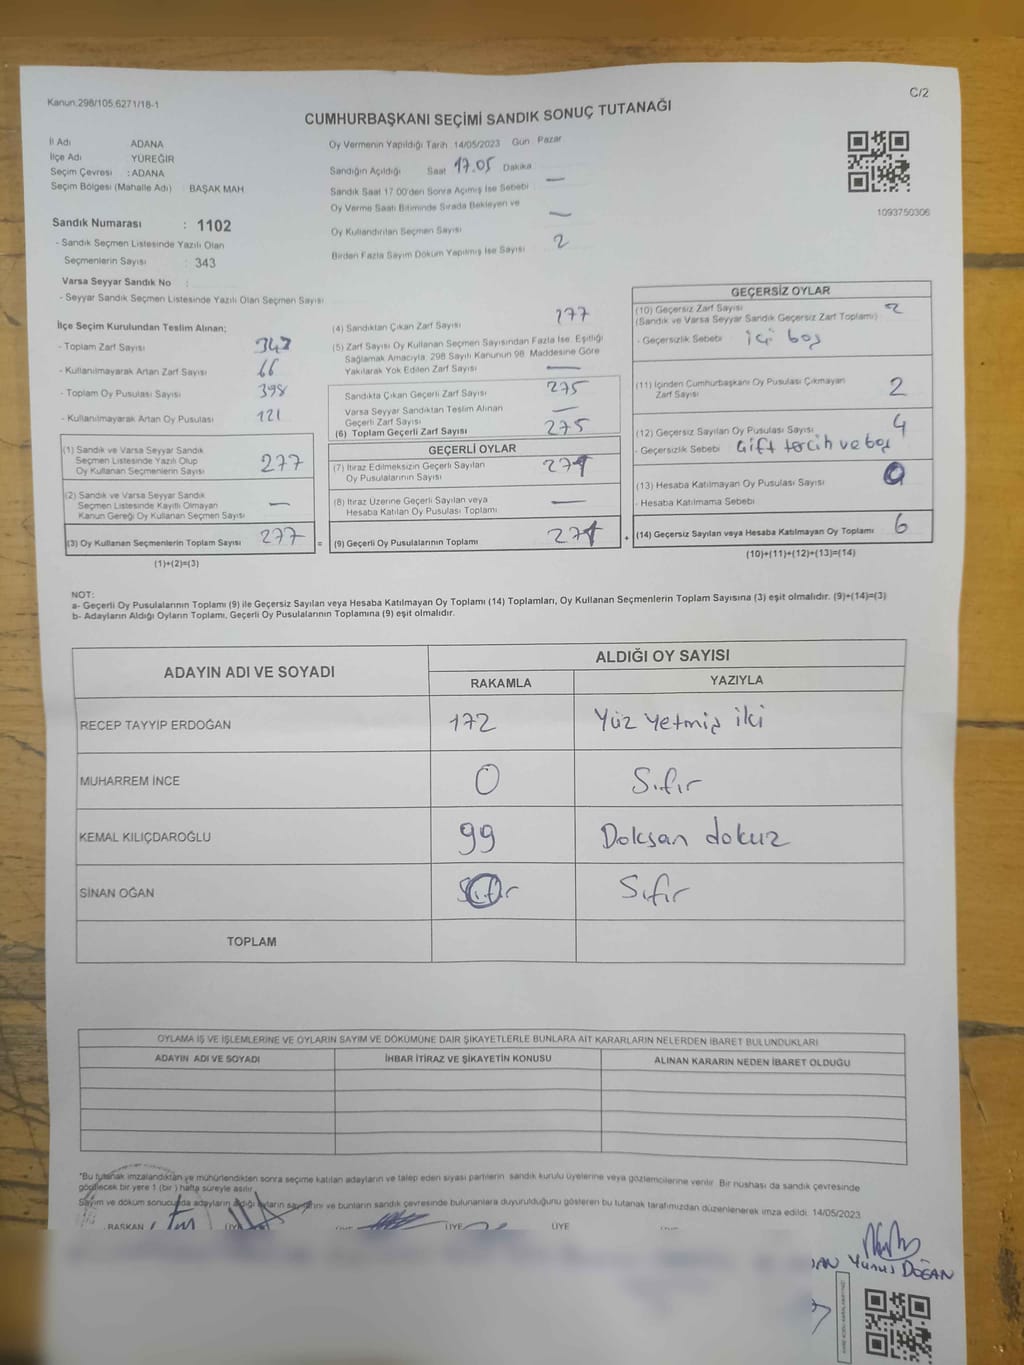 Kanun.298/105.6271/18-1
C/2
CUMHURBAŞKANI SEÇİMİ SANDIK SONUÇ TUTANAĞI
İl Adı ADANA
İlçe Adı YÜREĞİR
Seçim Çevresi : ADANA
Seçim Bölgesi (Mahalle Adı) BAŞAK MAH
Sandık Numarası : 1102
- Sandık Seçmen Listesinde Yazılı Olan
Seçmenlerin Sayısı : 343
Varsa Seyyar Sandık No :
- Seyyar Sandık Seçmen Listesinde Yazılı Olan Seçmen Sayısı
Oy Vermenin Yapıldığı Tarih :14/05/2023 Gün Pazar
Sandığın Açıldığı Saat 17.05 Dakika
Sandık Saat 17.00'den Sonra Açımış İse Sebebi —
Oy Verme Saati Bitiminde Sırada Bekleyen ve
Oy Kullandırılan Seçmen Sayısı —
Birden Fazla Sayım Döküm Yapılmış İse Sayısı 2
1093750306
İlçe Seçim Kurulundan Teslim Alınan;
- Toplam Zarf Sayısı 343
- Kullanılmayarak Artan Zarf Sayısı 66
- Toplam Oy Pusulası Sayısı 398
- Kullanılmayarak Artan Oy Pusulası 121
(1) Sandık ve Varsa Seyyar Sandık
Seçmen Listesinde Yazılı Olup
Oy Kullanan Seçmenlerin Sayısı 277
(2) Sandık ve Varsa Seyyar Sandık
Seçmen Listesinde Kayıtlı Olmayan
Kanun Gereği Oy Kullanan Seçmen Sayısı —
(3) Oy Kullanan Seçmenlerin Toplam Sayısı 277 =
(1)+(2)=(3)
(4) Sandıktan Çıkan Zarf Sayısı 277
(5) Zarf Sayısı Oy Kullanan Seçmen Sayısından Fazla İse, Eşitliği
Sağlamak Amacıyla, 298 Sayılı Kanunun 98. Maddesine Göre
Yakılarak Yok Edilen Zarf Sayısı —
Sandıkta Çıkan Geçerli Zarf Sayısı 275
Varsa Seyyar Sandıktan Teslim Alınan
Geçerli Zarf Sayısı —
(6) Toplam Geçerli Zarf Sayısı 275
GEÇERLİ OYLAR
(7) İtiraz Edilmeksizin Geçerli Sayılan
Oy Pusulalarının Sayısı 271
(8) İtiraz Üzerine Geçerli Sayılan veya
Hesaba Katılan Oy Pusulası Toplamı —
(9) Geçerli Oy Pusulalarının Toplamı 271 +
GEÇERSİZ OYLAR
(10) Geçersiz Zarf Sayısı 2
(Sandık ve Varsa Seyyar Sandık Geçersiz Zarf Toplamı)
- Geçersizlik Sebebi içi boş
(11) İçinden Cumhurbaşkanı Oy Pusulası Çıkmayan
Zarf Sayısı 2
(12) Geçersiz Sayılan Oy Pusulası Sayısı 4
- Geçersizlik Sebebi Çift tercih ve boş
(13) Hesaba Katılmayan Oy Pusulası Sayısı 0
- Hesaba Katılmama Sebebi
(14) Geçersiz Sayılan veya Hesaba Katılmayan Oy Toplamı 6
(10)+(11)+(12)+(13)=(14)
NOT:
a- Geçerli Oy Pusulalarının Toplamı (9) ile Geçersiz Sayılan veya Hesaba Katılmayan Oy Toplamı (14) Toplamları, Oy Kullanan Seçmenlerin Toplam Sayısına (3) eşit olmalıdır. (9)+(14)=(3)
b- Adayların Aldığı Oyların Toplamı, Geçerli Oy Pusulalarının Toplamına (9) eşit olmalıdır.
ADAYIN ADI VE SOYADI ALDIĞI OY SAYISI
RAKAMLA YAZIYLA
RECEP TAYYİP ERDOĞAN 172 Yüz Yetmiş iki
MUHARREM İNCE 0 Sıfır
KEMAL KILIÇDAROĞLU 99 Doksan dokuz
SİNAN OĞAN Sıfır Sıfır
TOPLAM
OYLAMA İŞ VE İŞLEMLERİNE VE OYLARIN SAYIM VE DÖKÜMÜNE DAİR ŞİKAYETLERLE BUNLARA AİT KARARLARIN NELERDEN İBARET BULUNDUKLARI
ADAYIN ADI VE SOYADI İHBAR İTİRAZ VE ŞİKAYETİN KONUSU ALINAN KARARIN NEDEN İBARET OLDUĞU
*Bu tutanak imzalandıktan ve mühürlendikten sonra seçime katılan adayların ve talep eden siyasi partilerin sandık kurulu üyelerine veya gözlemcilerine verilir. Bir nüshası da sandık çevresinde
görülecek bir yere 1 (bir) hafta süreyle asılır.
Sayım ve döküm sonucunda adayların aldığı oyların sayılarını ve bunların sandık çevresinde bulunanlara duyurulduğunu gösteren bu tutanak tarafımızdan düzenlenerek imza edildi. 14/05/2023
BAŞKAN ÜYE ÜYE ÜYE
Yunus DOĞAN